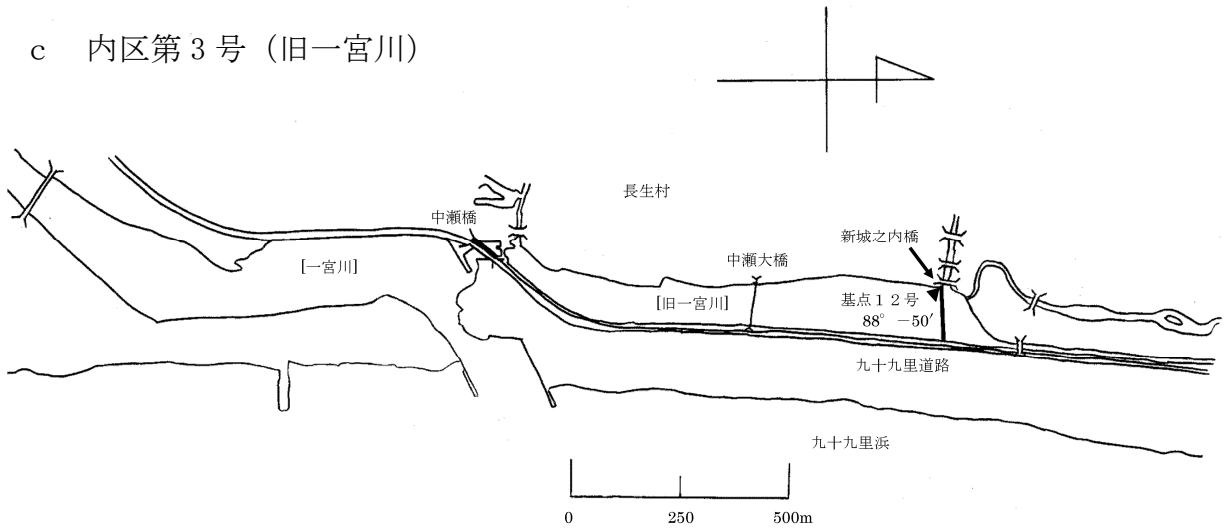 c 内区第3号(旧一宮川)
長生村
中瀬橋
新城之内橋
[一宮川]
中瀬大橋
[旧一宮川]
基点12号
88°-50′
九十九里道路
九十九里浜
0 250 500m